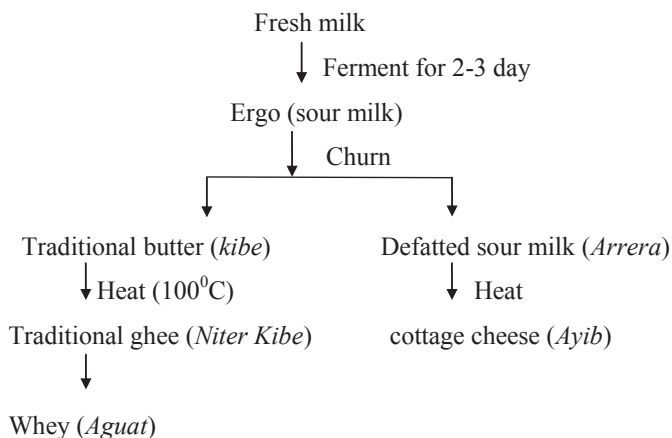 Fresh milk
Ferment for 2-3 day
Ergo (sour milk)
Churn
Traditional butter (kibe)
Defatted sour milk (Arrera)
Heat (100⁰C)
Heat
Traditional ghee (Niter Kibe)
cottage cheese (Ayib)
Whey (Aguat)